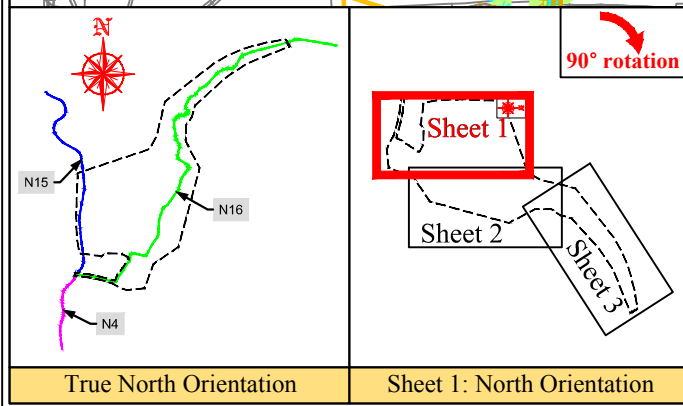 N
N15
N16
N4
True North Orientation
90° rotation
Sheet 1
Sheet 2
Sheet 3
Sheet 1: North Orientation